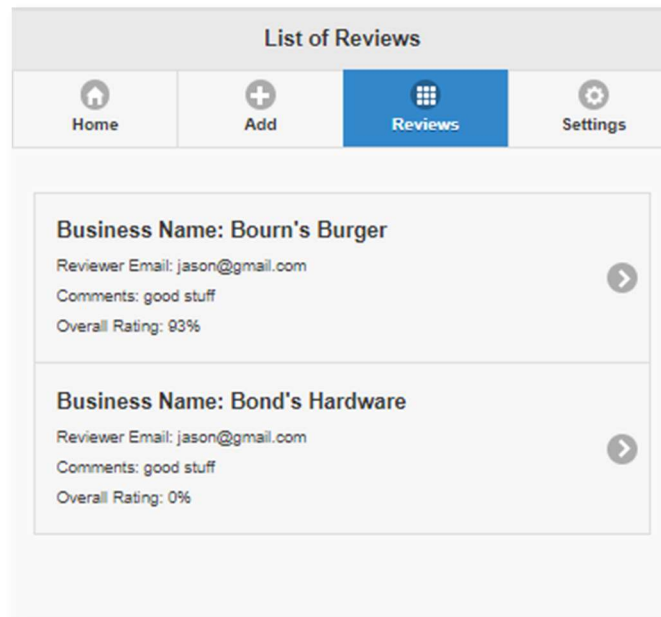 List of Reviews
Home Add Reviews Settings
Business Name: Bourn's Burger
Reviewer Email: jason@gmail.com
Comments: good stuff
Overall Rating: 93%
Business Name: Bond's Hardware
Reviewer Email: jason@gmail.com
Comments: good stuff
Overall Rating: 0%